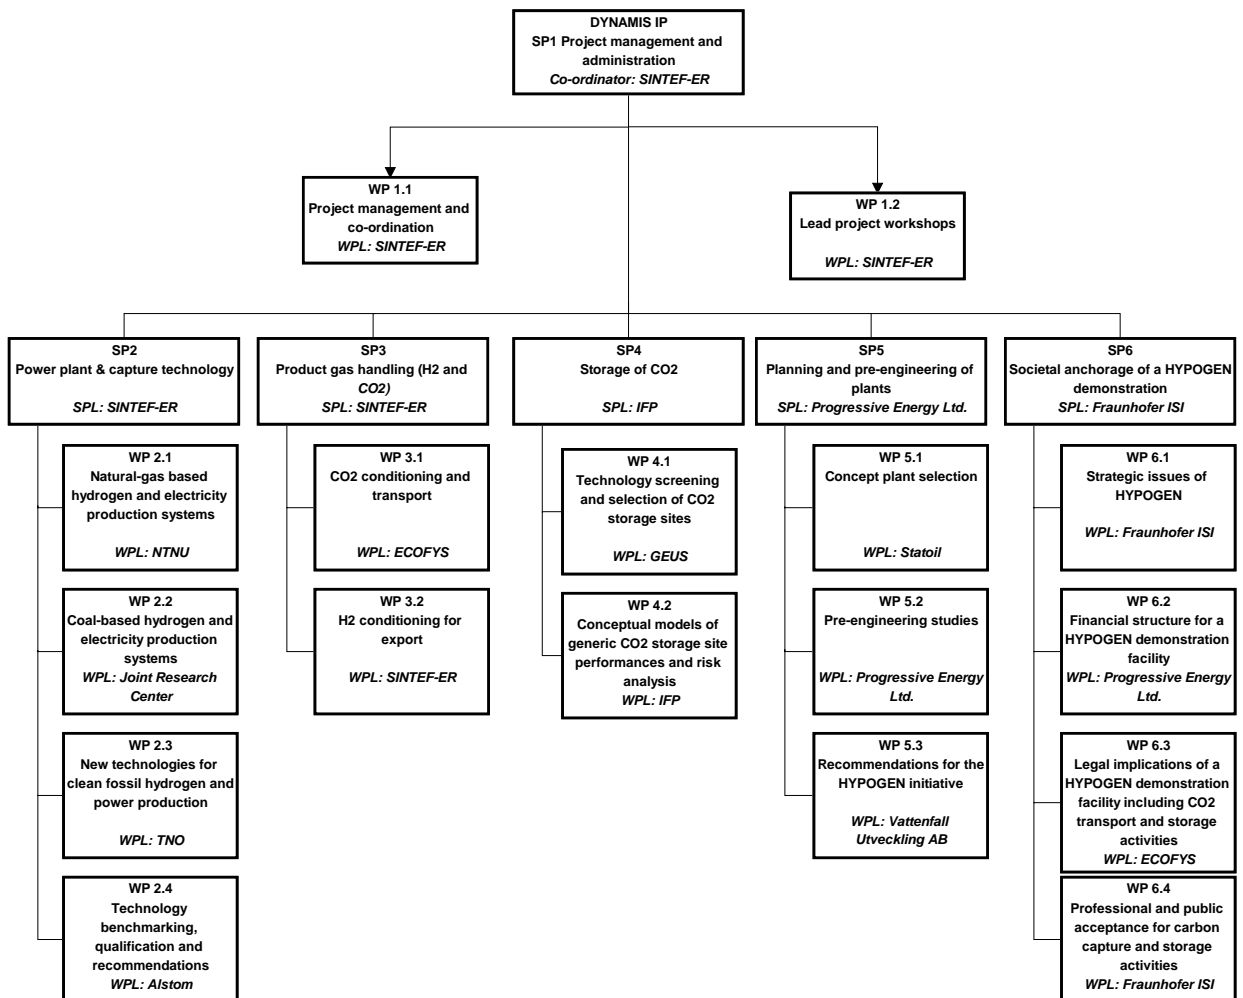 DYNAMIS IP
SP1 Project management and
administration
Co-ordinator: SINTEF-ER
WP 1.1
Project management and
co-ordination
WPL: SINTEF-ER
WP 1.2
Lead project workshops
WPL: SINTEF-ER
SP2
Power plant & capture technology
SPL: SINTEF-ER
SP3
Product gas handling (H2 and
CO2)
SPL: SINTEF-ER
SP4
Storage of CO2
SPL: IFP
SP5
Planning and pre-engineering of
plants
SPL: Progressive Energy Ltd.
SP6
Societal anchorage of a HYPOGEN
demonstration
SPL: Fraunhofer ISI
WP 2.1
Natural-gas based
hydrogen and electricity
production systems
WPL: NTNU
WP 2.2
Coal-based hydrogen and
electricity production
systems
WPL: Joint Research
Center
WP 2.3
New technologies for
clean fossil hydrogen and
power production
WPL: TNO
WP 2.4
Technology
benchmarking,
qualification and
recommendations
WPL: Alstom
WP 3.1
CO2 conditioning and
transport
WPL: ECOFYS
WP 3.2
H2 conditioning for
export
WPL: SINTEF-ER
WP 4.1
Technology screening
and selection of CO2
storage sites
WPL: GEUS
WP 4.2
Conceptual models of
generic CO2 storage site
performances and risk
analysis
WPL: IFP
WP 5.1
Concept plant selection
WPL: Statoil
WP 5.2
Pre-engineering studies
WPL: Progressive Energy
Ltd.
WP 5.3
Recommendations for the
HYPOGEN initiative
WPL: Vattenfall
Utveckling AB
WP 6.1
Strategic issues of
HYPOGEN
WPL: Fraunhofer ISI
WP 6.2
Financial structure for a
HYPOGEN demonstration
facility
WPL: Progressive Energy
Ltd.
WP 6.3
Legal implications of a
HYPOGEN demonstration
facility including CO2
transport and storage
activities
WPL: ECOFYS
WP 6.4
Professional and public
acceptance for carbon
capture and storage
activities
WPL: Fraunhofer ISI